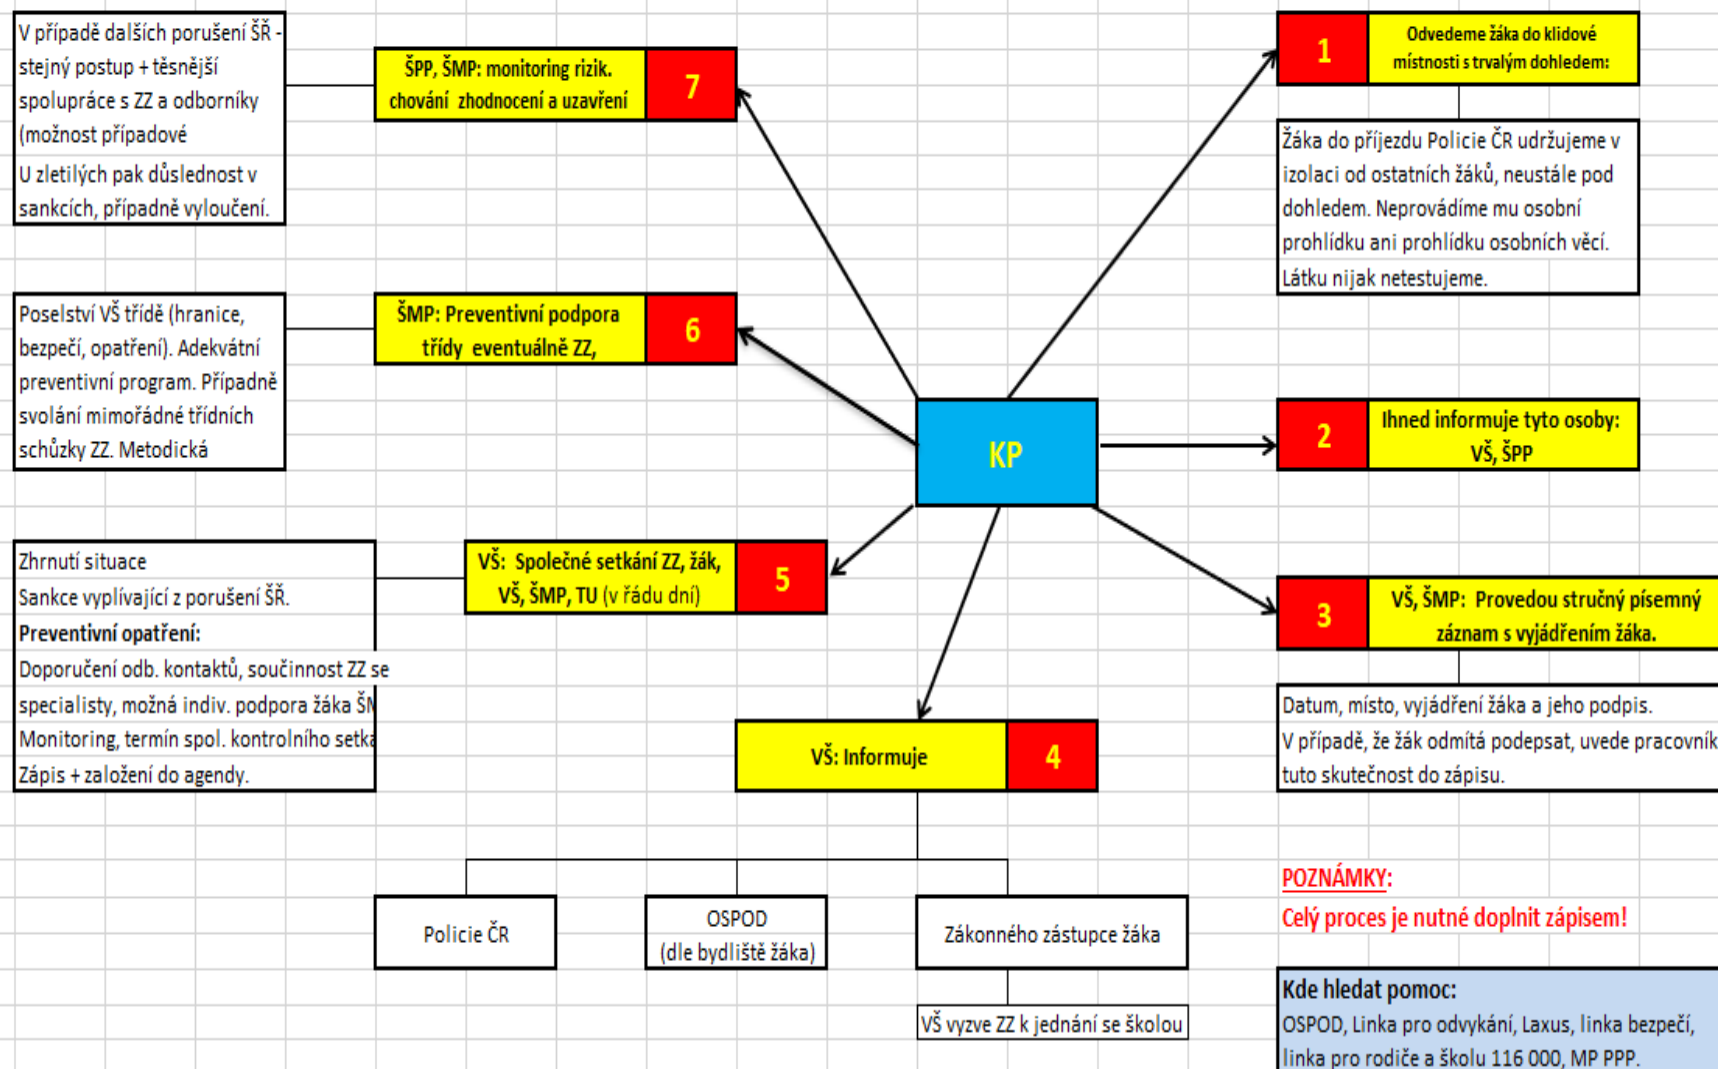 V případě dalších porušení ŠŘ -
stejný postup + těsnější
spolupráce s ZZ a odborníky
(možnost případové
U zletilých pak důslednost v
sankcích, případně vyloučení.
ŠPP, ŠMP: monitoring rizik.
chování zhodnocení a uzavření
7
1
Odvedeme žáka do klidové
místnosti s trvalým dohledem:
Žáka do příjezdu Policie ČR udržujeme v
izolaci od ostatních žáků, neustále pod
dohledem. Neprovádíme mu osobní
prohlídku ani prohlídku osobních věcí.
Látku nijak netestujeme.
Poselství VŠ třídě (hranice,
bezpečí, opatření). Adekvátní
preventivní program. Případně
svolání mimořádné třídních
schůzky ZZ. Metodická
ŠMP: Preventivní podpora
třídy eventuálně ZZ,
6
KP
2
Ihned informuje tyto osoby:
VŠ, ŠPP
Zhrnutí situace
Sankce vyplívající z porušení ŠŘ.
Preventivní opatření:
Doporučení odb. kontaktů, součinnost ZZ se
specialisty, možná indiv. podpora žáka
Monitoring, termín spol. kontrolního
Zápis + založení do agendy.
VŠ: Společné setkání ZZ, žák,
VŠ, ŠMP, TU (v řádu dní)
5
3
VŠ, ŠMP: Provedou stručný písemný
záznam s vyjádřením žáka.
Datum, místo, vyjádření žáka a jeho podpis.
V případě, že žák odmítá podepsat, uvede pracovník
tuto skutečnost do zápisu.
VŠ: Informuje
4
Policie ČR
OSPOD
(dle bydliště žáka)
Zákonného zástupce žáka
VŠ vyzve ZZ k jednání se školou
POZNÁMKY:
Celý proces je nutné doplnit zápisem!
Kde hledat pomoc:
OSPOD, Linka pro odvykání, Laxus, linka bezpečí,
linka pro rodiče a školu 116 000, MP PPP.